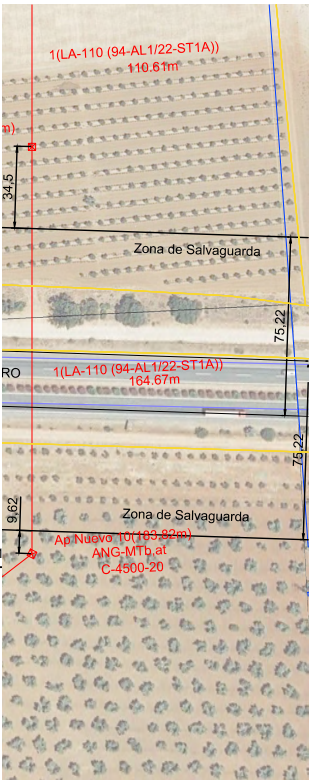 1(LA-110 (94-AL1/22-ST1A))
110.61m
m)
34,5
Zona de Salvaguarda
75,22
RO
1(LA-110 (94-AL1/22-ST1A))
164.67m
75,22
9,62
Zona de Salvaguarda
Ap Nuevo 10(183,82m)
ANG-MTb,at
C-4500-20